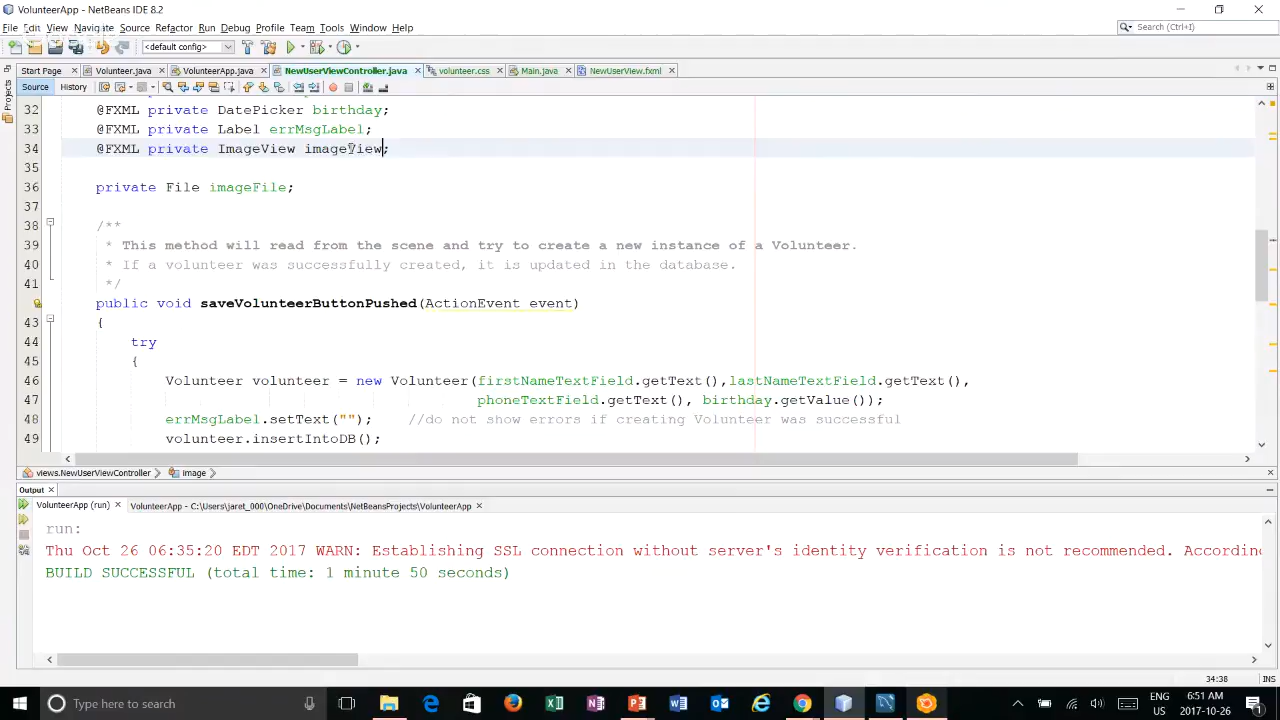 VolunteerApp - NetBeans IDE 8.2
File Edit View Navigate Source Refactor Run Debug Profile Team Tools Window Help
Search (Ctrl+I)
<default config>
Start Page Volunteer.java VolunteerApp.java NewUserViewController.java volunteer.css Main.java NewUserView.fxml
Source History
Projects
32 @FXML private DatePicker birthday;
33 @FXML private Label errMsgLabel;
34 @FXML private ImageView imageView;
35
36 private File imageFile;
37
38 /**
39 * This method will read from the scene and try to create a new instance of a Volunteer.
40 * If a volunteer was successfully created, it is updated in the database.
41 */
public void saveVolunteerButtonPushed(ActionEvent event)
43 {
44 try
45 {
46 Volunteer volunteer = new Volunteer(firstNameTextField.getText(),lastNameTextField.getText(),
47 phoneTextField.getText(), birthday.getValue());
48 errMsgLabel.setText(""); //do not show errors if creating Volunteer was successful
49 volunteer.insertIntoDB();
views.NewUserViewController image
Output
VolunteerApp (run) VolunteerApp - C:\Users\jaret_000\OneDrive\Documents\NetBeansProjects\VolunteerApp
run:
Thu Oct 26 06:35:20 EDT 2017 WARN: Establishing SSL connection without server's identity verification is not recommended. According
BUILD SUCCESSFUL (total time: 1 minute 50 seconds)
34:38 INS
Type here to search
ENG 6:51 AM
US 2017-10-26